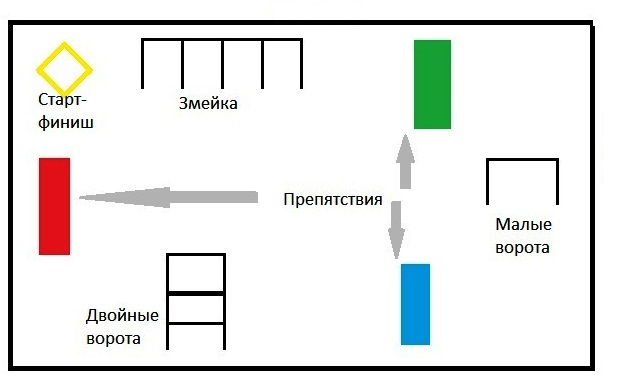 Старт-
финиш
Змейка
Препятствия
Малые
ворота
Двойные
ворота